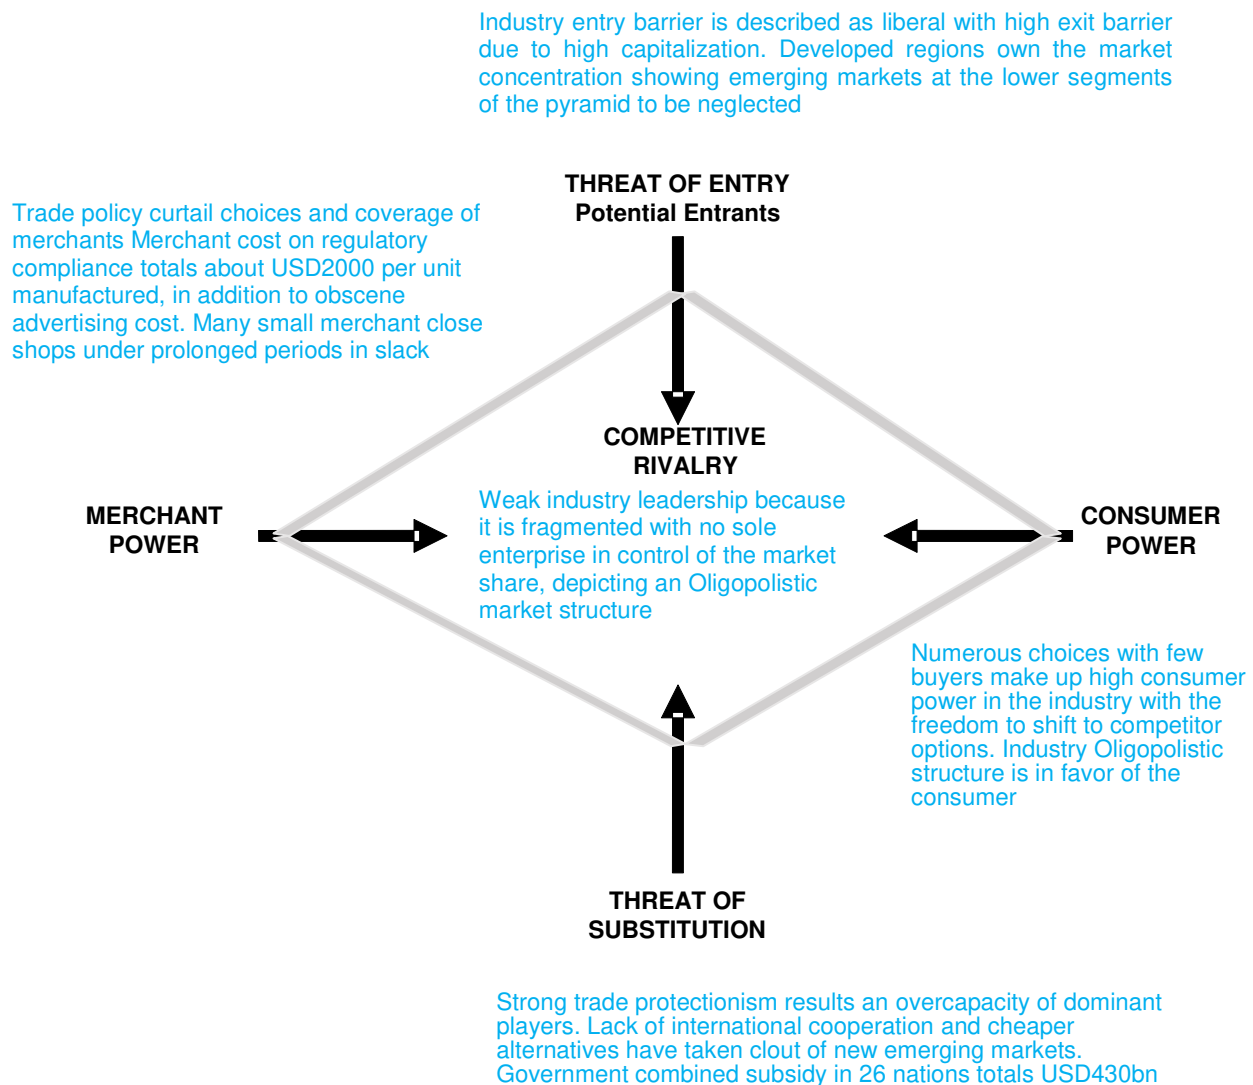 Industry entry barrier is described as liberal with high exit barrier
due to high capitalization. Developed regions own the market
concentration showing emerging markets at the lower segments
of the pyramid to be neglected
THREAT OF ENTRY
Potential Entrants
Trade policy curtail choices and coverage of
merchants Merchant cost on regulatory
compliance totals about USD2000 per unit
manufactured, in addition to obscene
advertising cost. Many small merchant close
shops under prolonged periods in slack
COMPETITIVE
RIVALRY
Weak industry leadership because
it is fragmented with no sole
enterprise in control of the market
share, depicting an Oligopolistic
market structure
MERCHANT
POWER
CONSUMER
POWER
Numerous choices with few
buyers make up high consumer
power in the industry with the
freedom to shift to competitor
options. Industry Oligopolistic
structure is in favor of the
consumer
THREAT OF
SUBSTITUTION
Strong trade protectionism results an overcapacity of dominant
players. Lack of international cooperation and cheaper
alternatives have taken clout of new emerging markets.
Government combined subsidy in 26 nations totals USD430bn